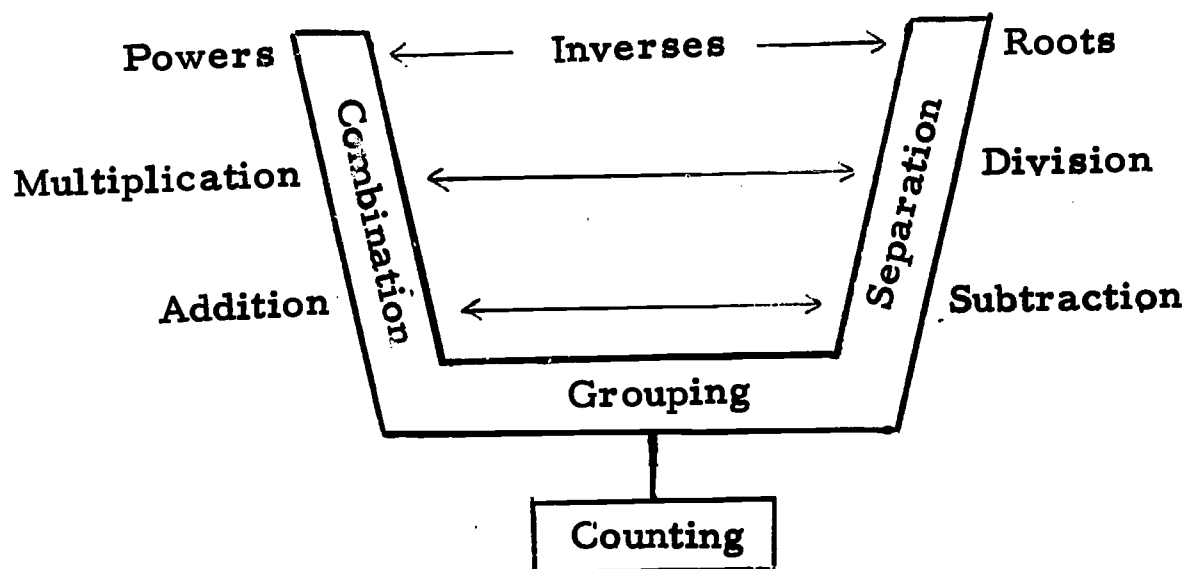 Powers Inverses Roots
Combination
Separation
Multiplication Division
Addition Subtraction
Grouping
Counting